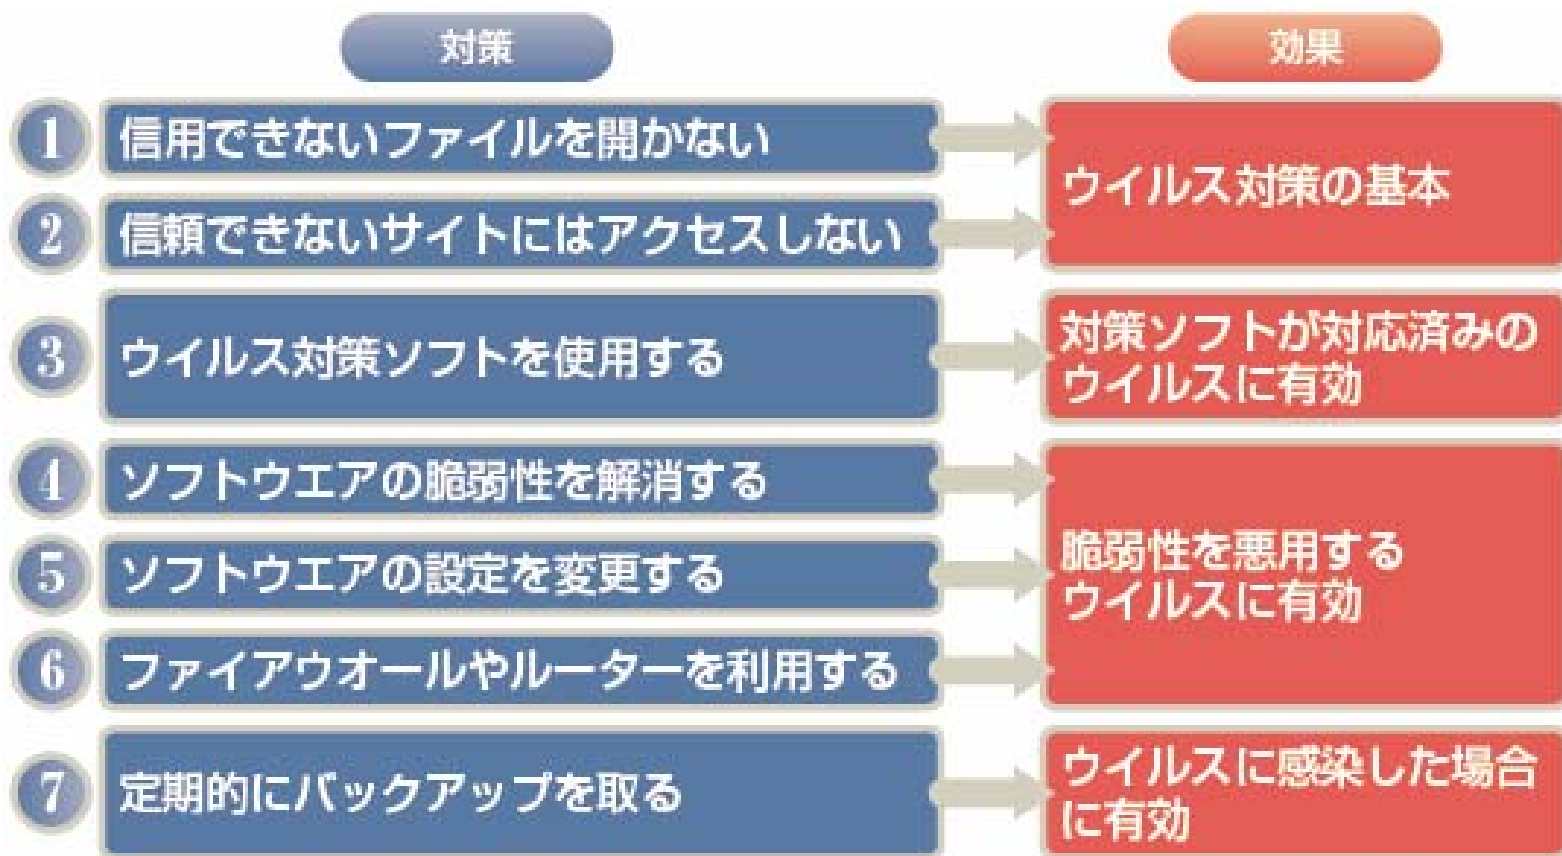 対策
効果
1
信用できないファイルを開かない
2
信頼できないサイトにはアクセスしない
ウイルス対策の基本
3
ウイルス対策ソフトを使用する
対策ソフトが対応済みの
ウイルスに有効
4
ソフトウエアの脆弱性を解消する
5
ソフトウエアの設定を変更する
6
ファイアウオールやルーターを利用する
脆弱性を悪用する
ウイルスに有効
7
定期的にバックアップを取る
ウイルスに感染した場合
に有効